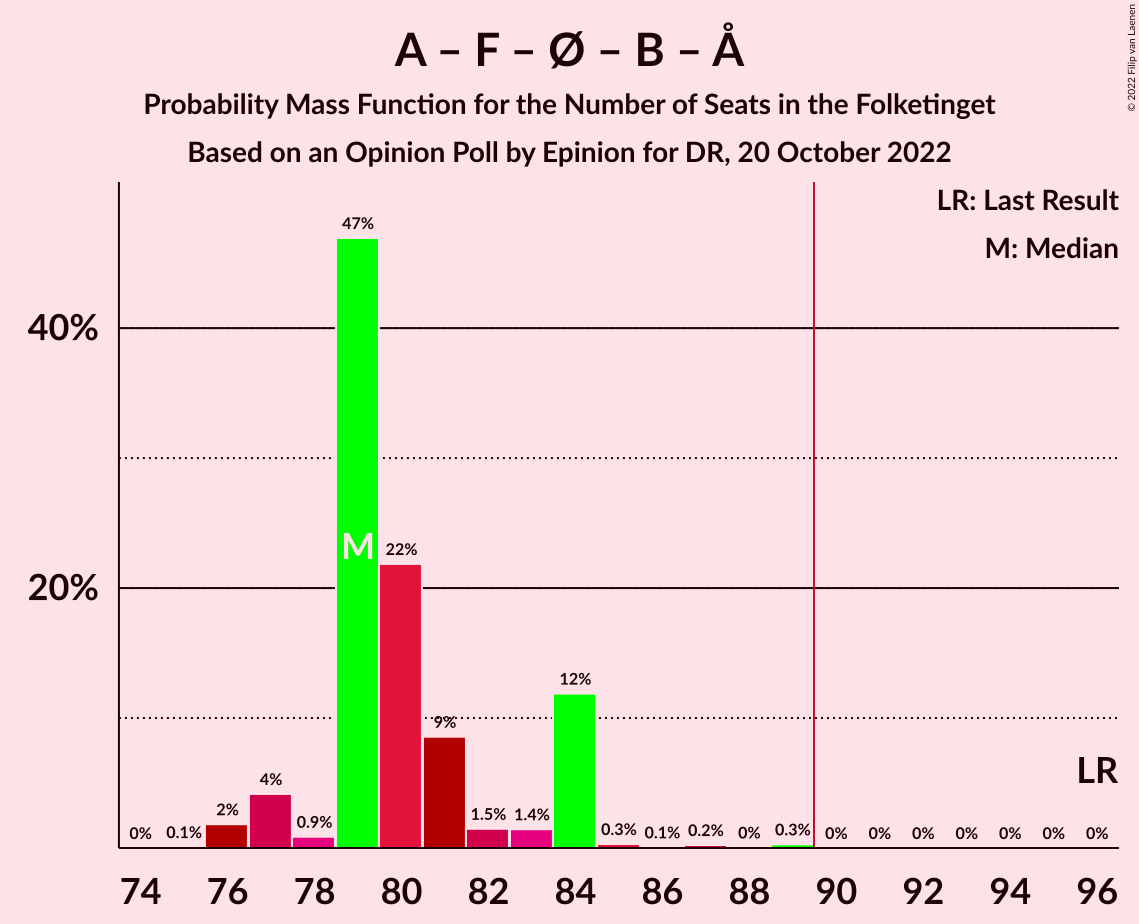 A – F – Ø – B – Å
Probability Mass Function for the Number of Seats in the Folketinget
Based on an Opinion Poll by Epinion for DR, 20 October 2022
© 2022 Filip van Laenen
LR: Last Result
M: Median
40%
20%
0% 0.1% 2% 4% 0.9% 47% 22% 9% 1.5% 1.4% 12% 0.3% 0.1% 0.2% 0% 0.3% 0% 0% 0% 0% 0% 0% 0%
M
LR
74 76 78 80 82 84 86 88 90 92 94 96